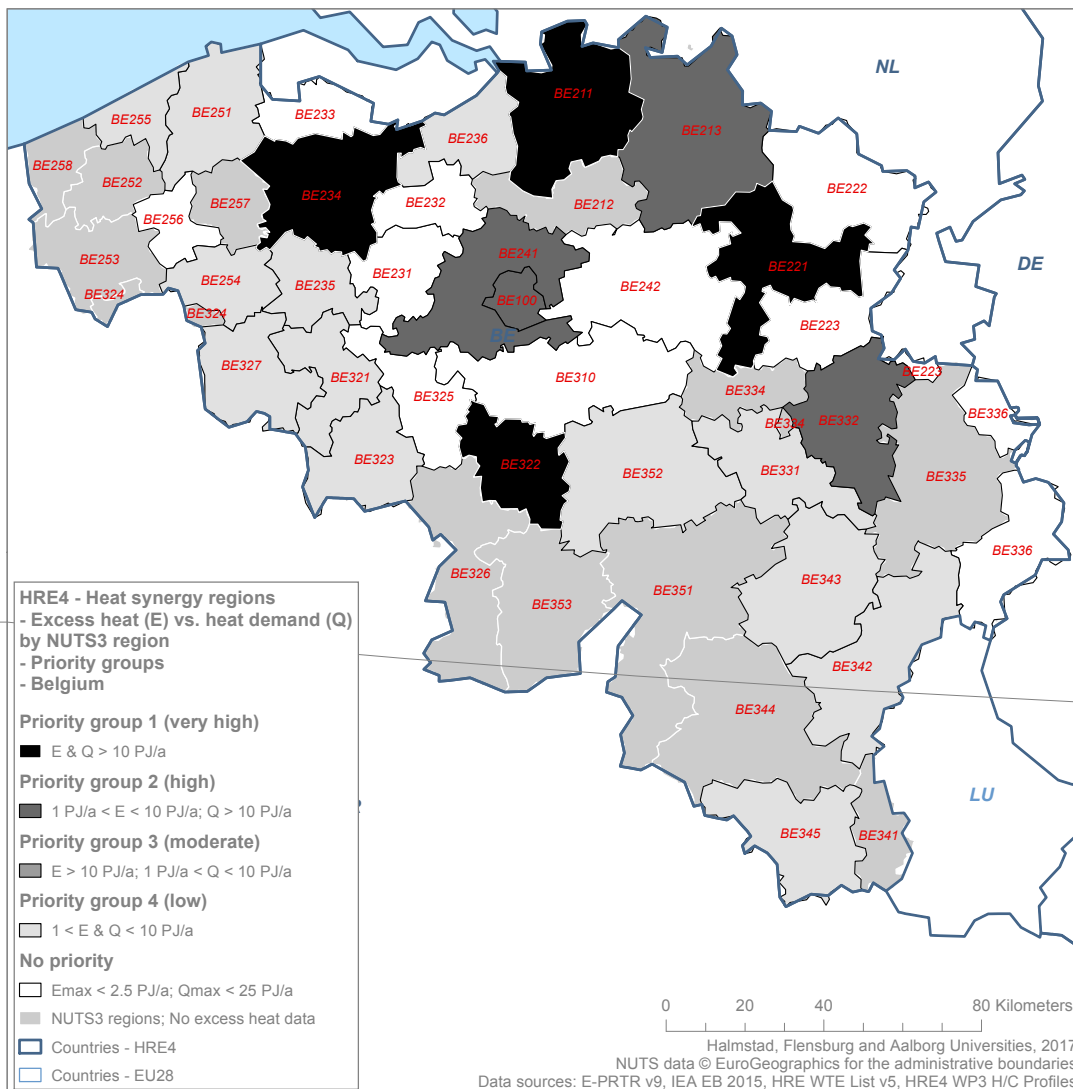 NL
BE211
BE251
BE233
BE255
BE213
BE236
BE258
BE252
BE222
BE234
BE257
BE232
BE212
BE256
BE241
BE253
BE231
BE221
DE
BE254
BE235
BE242
BE324
BE100
BE324
BE
BE223
BE327
BE321
BE310
BE223
BE325
BE334
BE336
BE334
BE332
BE323
BE322
BE352
BE331
BE335
BE336
BE326
BE353
BE351
BE343
BE342
BE344
LU
BE345
BE341
HRE4 - Heat synergy regions
- Excess heat (E) vs. heat demand (Q)
by NUTS3 region
- Priority groups
- Belgium
Priority group 1 (very high)
E & Q > 10 PJ/a
Priority group 2 (high)
1 PJ/a < E < 10 PJ/a; Q > 10 PJ/a
Priority group 3 (moderate)
E > 10 PJ/a; 1 PJ/a < Q < 10 PJ/a
Priority group 4 (low)
1 < E & Q < 10 PJ/a
No priority
Emax < 2.5 PJ/a; Qmax < 25 PJ/a
NUTS3 regions; No excess heat data
Countries - HRE4
Countries - EU28
0 20 40 80 Kilometers
Halmstad, Flensburg and Aalborg Universities, 2017
NUTS data © EuroGeographics for the administrative boundaries
Data sources: E-PRTR v9, IEA EB 2015, HRE WTE List v5, HRE4 WP3 H/C Profiles